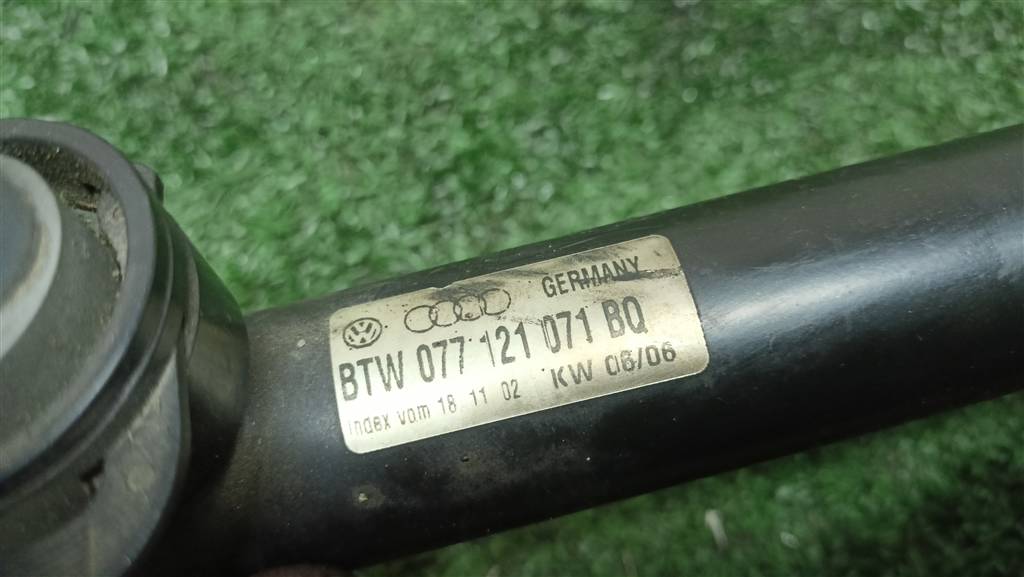 GERMANY
BTW 077 121 071 BQ
Index vom 18 11 02 KW 06/06